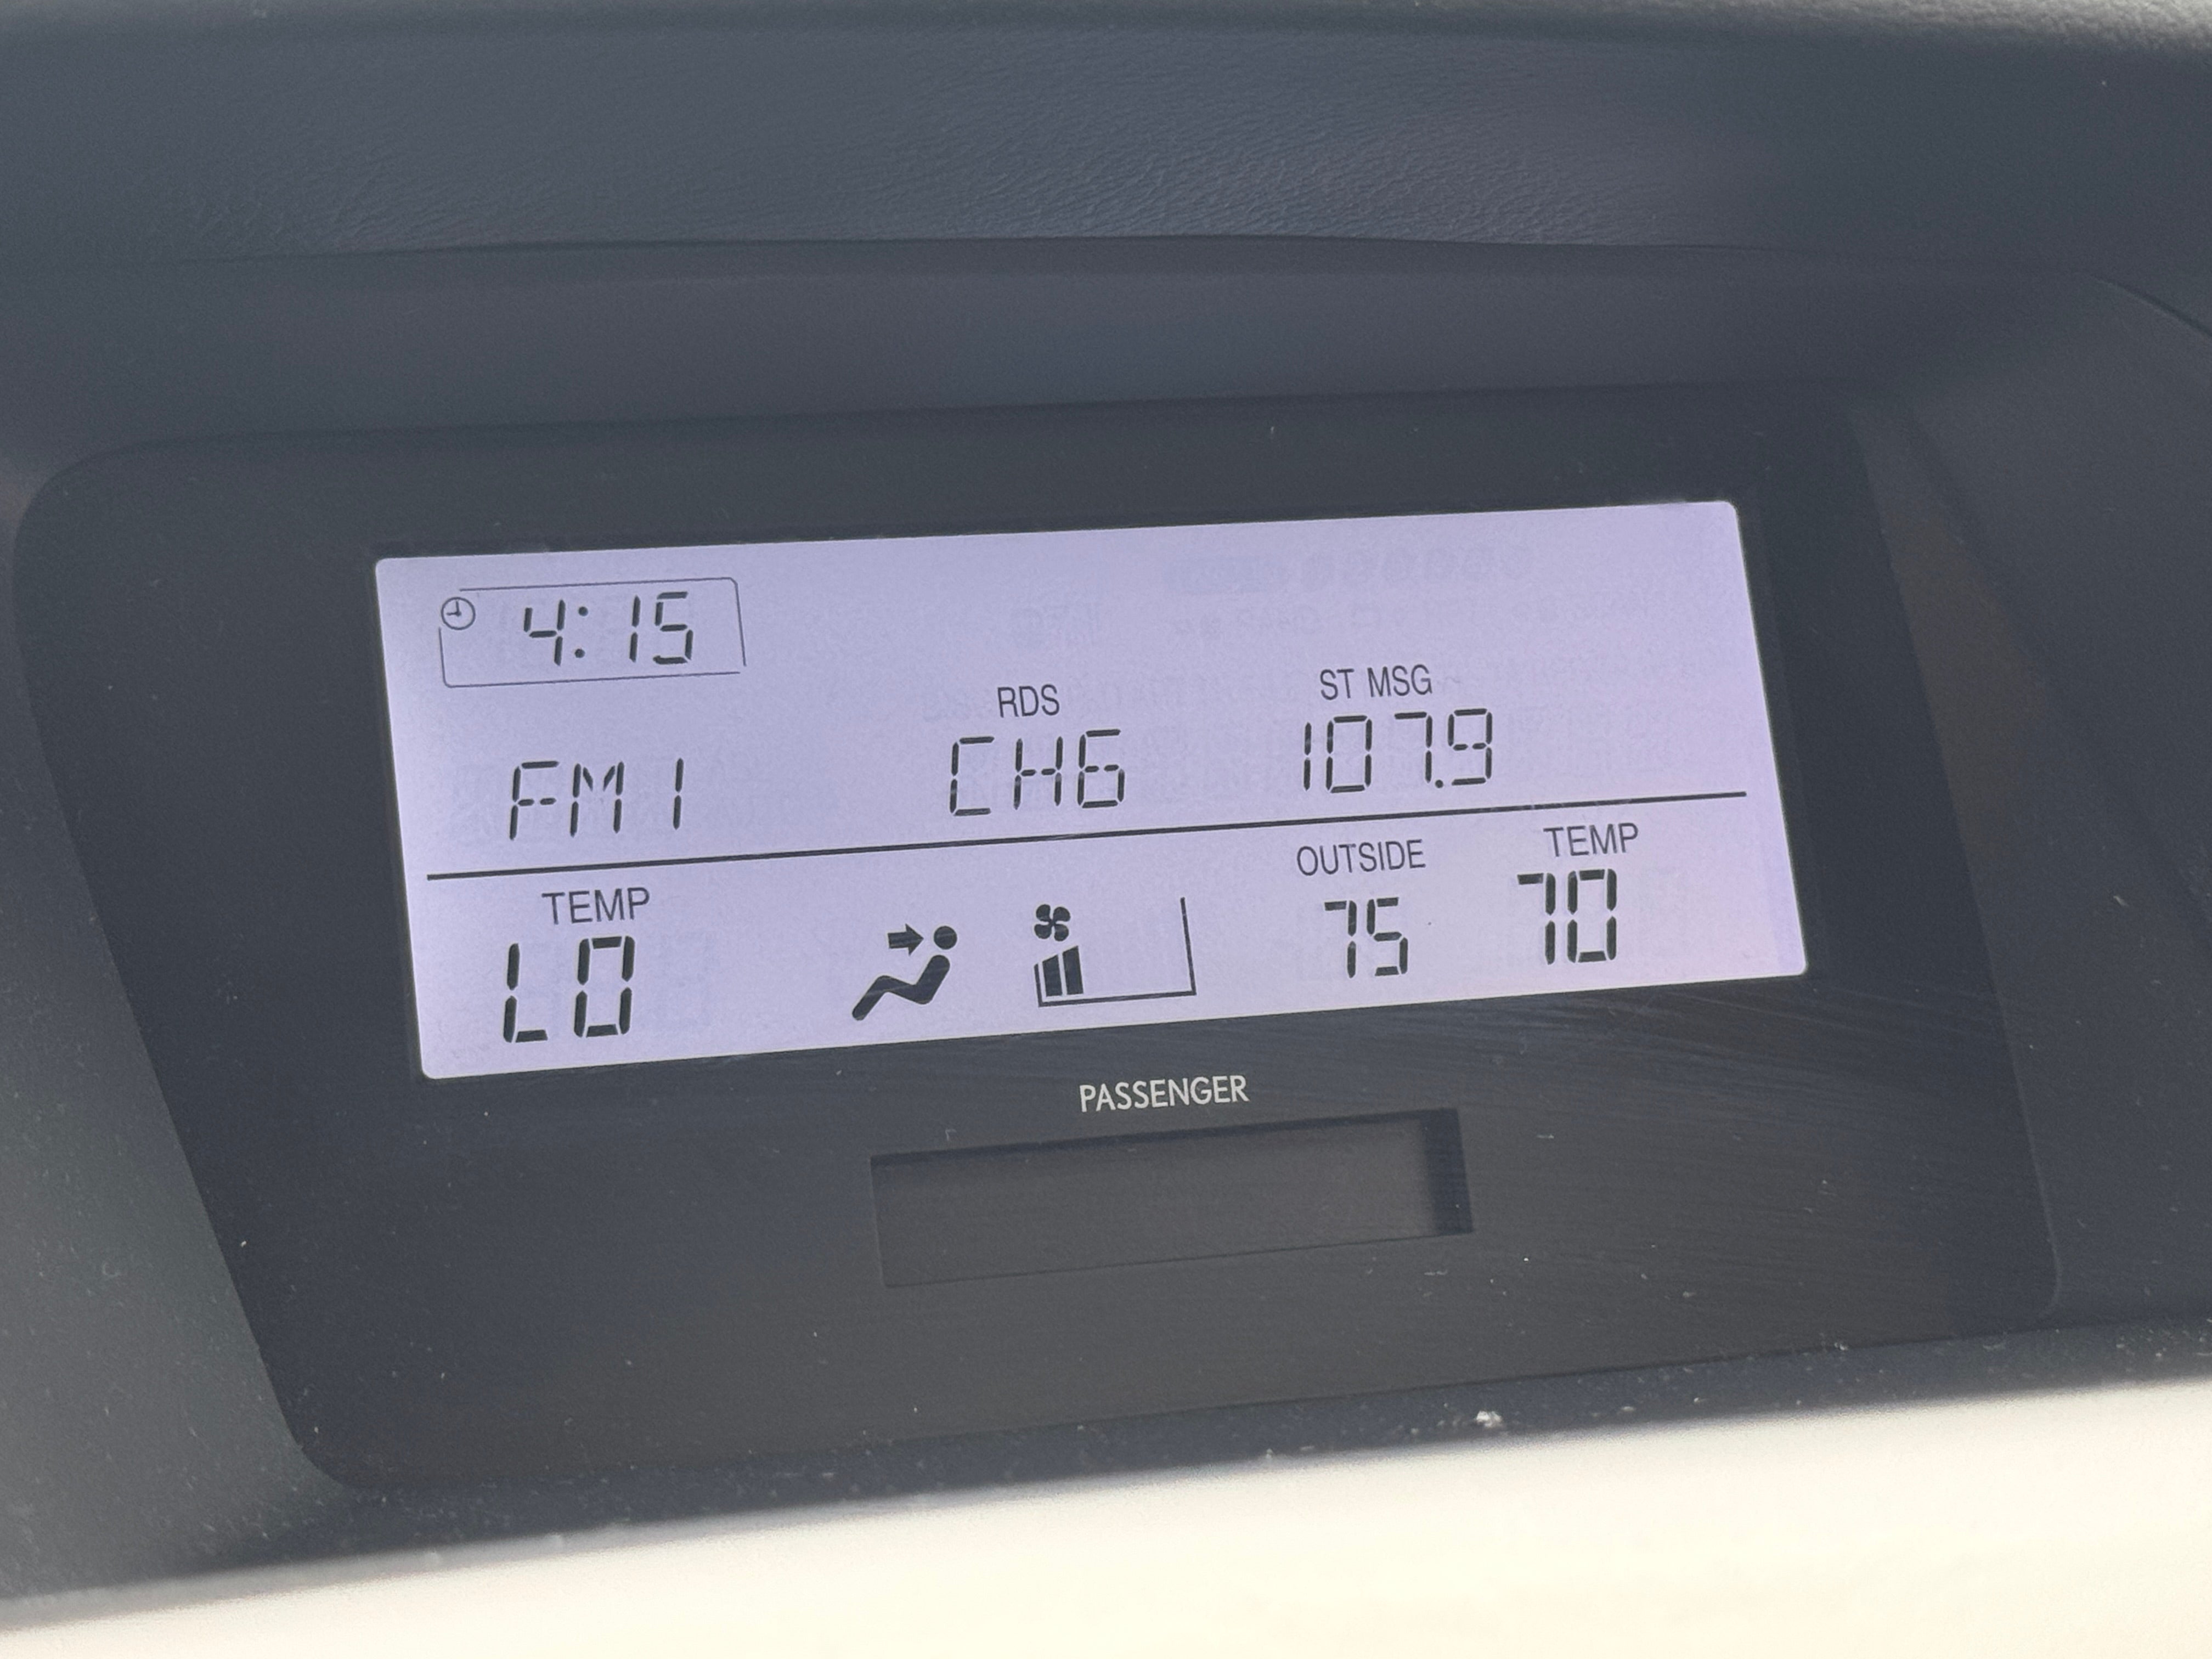 4:15
RDS ST MSG
FM1 CH6 107.9
TEMP OUTSIDE TEMP
LO 75 70
PASSENGER